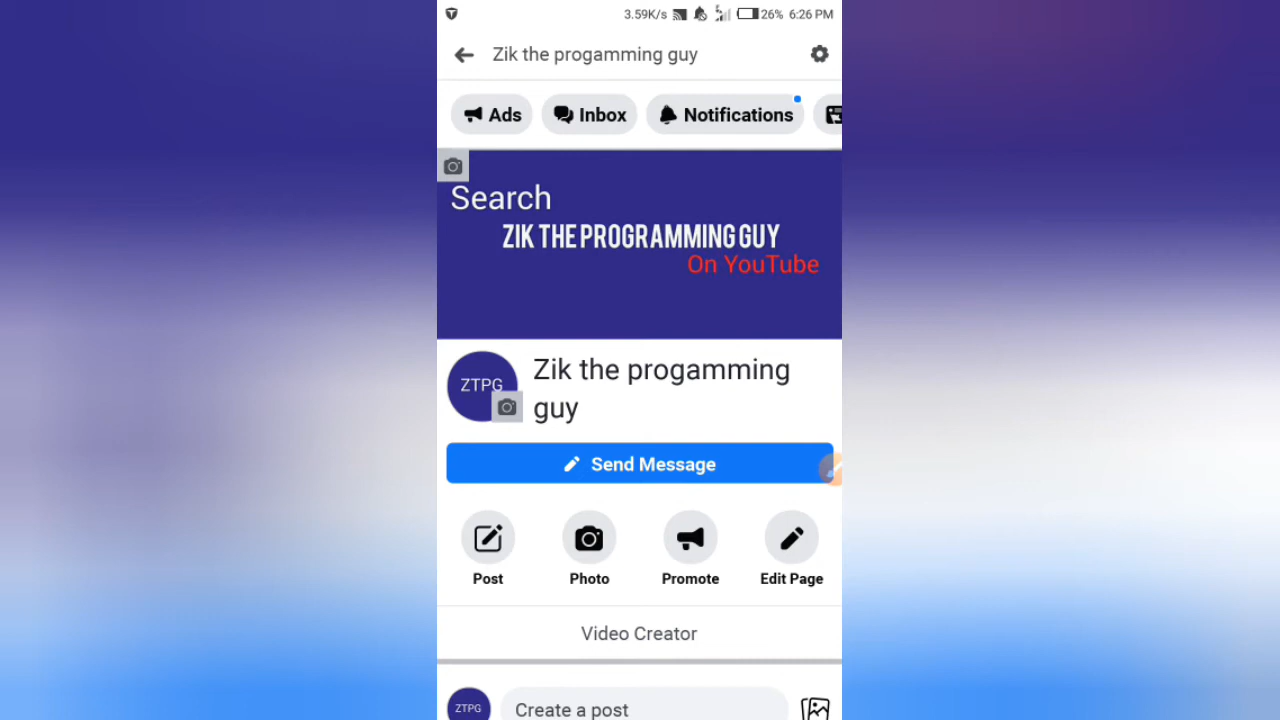 3.59K/s 26% 6:26 PM
Zik the progamming guy
Ads Inbox Notifications
Search
ZIK THE PROGRAMMING GUY
On YouTube
ZTPG
Zik the progamming
guy
Send Message
Post Photo Promote Edit Page
Video Creator
ZTPG Create a post